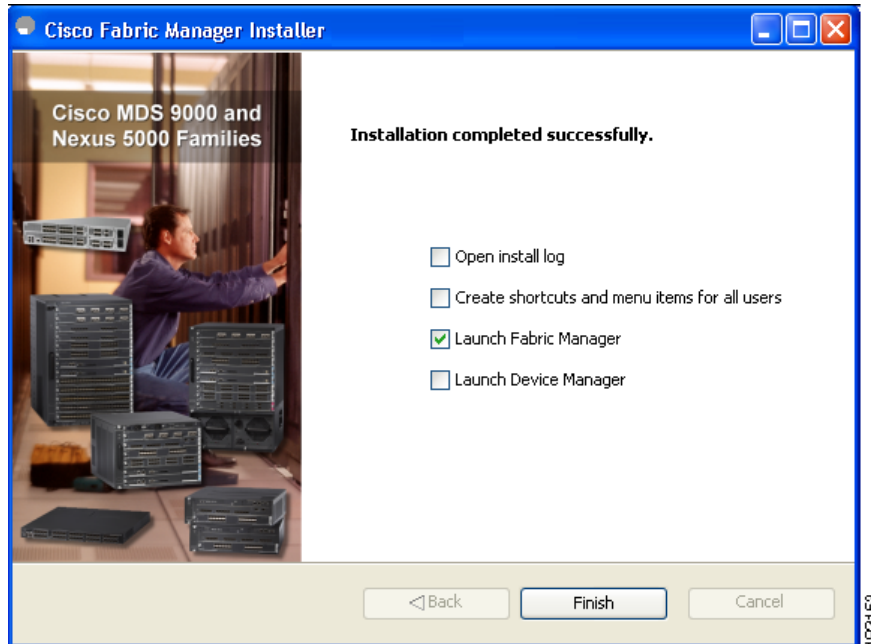 Cisco Fabric Manager Installer
Cisco MDS 9000 and
Nexus 5000 Families
Installation completed successfully.
Open install log
Create shortcuts and menu items for all users
Launch Fabric Manager
Launch Device Manager
Back
Finish
Cancel